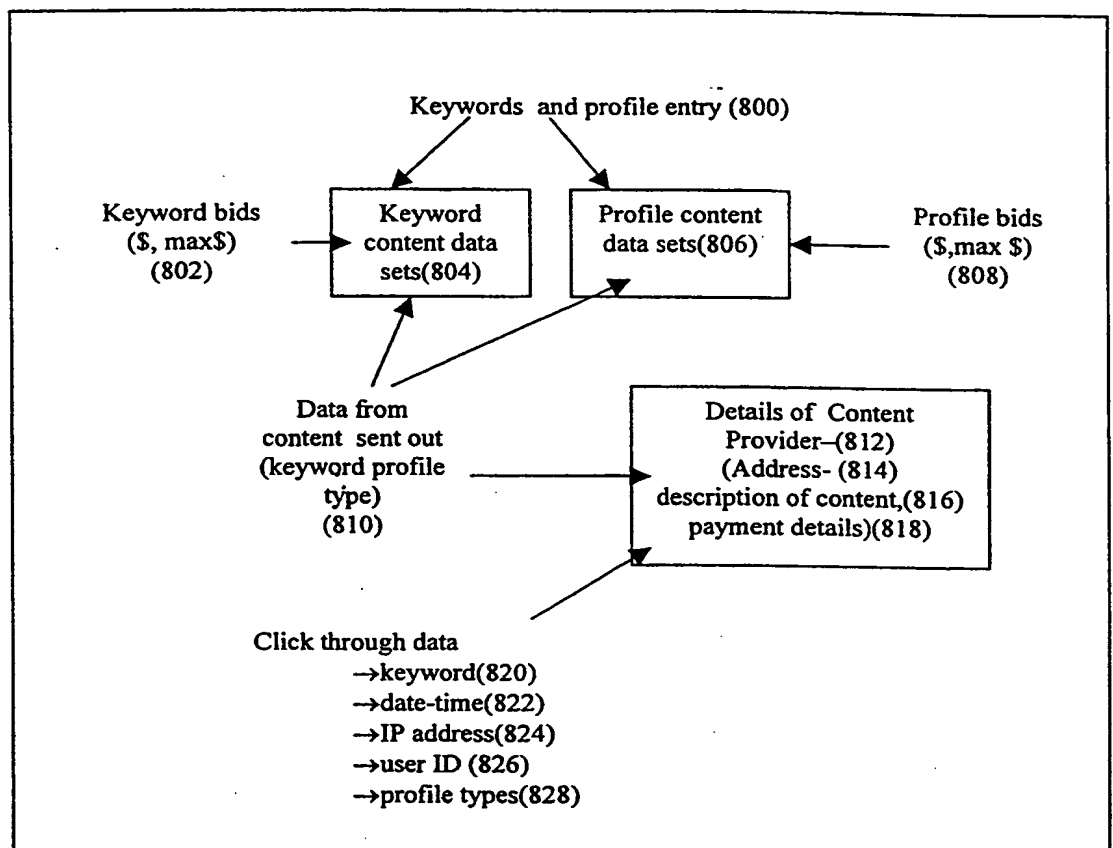 Keywords and profile entry (800)
Keyword bids
($, max$)
(802)
Keyword
content data
sets(804)
Profile content
data sets(806)
Profile bids
($,max $)
(808)
Data from
content sent out
(keyword profile
type)
(810)
Details of Content
Provider–(812)
(Address- (814)
description of content,(816)
payment details)(818)
Click through data
→keyword(820)
→date-time(822)
→IP address(824)
→user ID (826)
→profile types(828)